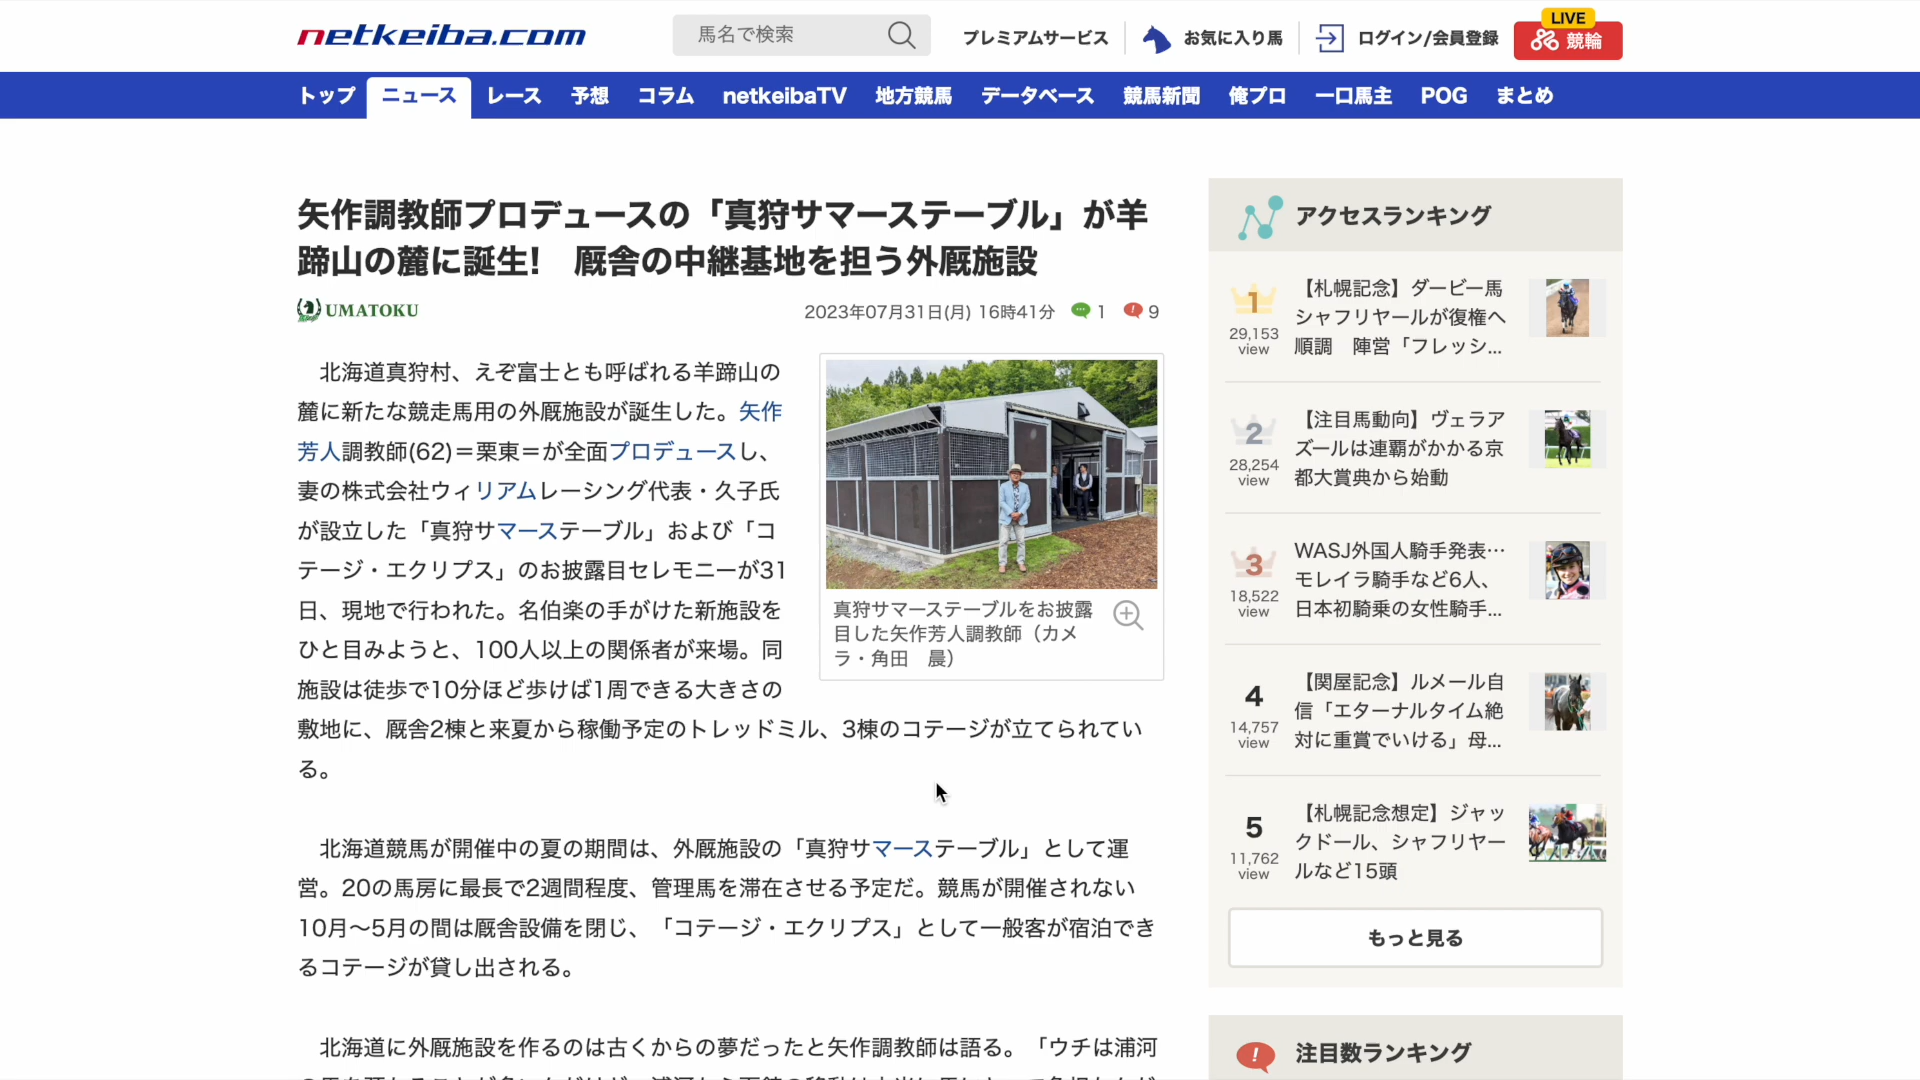 netkeiba.com
馬名で検索
プレミアムサービス
お気に入り馬
ログイン/会員登録
LIVE
競輪
トップ ニュース レース 予想 コラム netkeibaTV 地方競馬 データベース 競馬新聞 俺プロ 一口馬主 POG まとめ
矢作調教師プロデュースの「真狩サマーステーブル」が羊
蹄山の麓に誕生!　厩舎の中継基地を担う外厩施設
UMATOKU
2023年07月31日(月) 16時41分 1 9
北海道真狩村、えぞ富士とも呼ばれる羊蹄山の
麓に新たな競走馬用の外厩施設が誕生した。矢作
芳人調教師(62)＝栗東＝が全面プロデュースし、
妻の株式会社ウィリアムレーシング代表・久子氏
が設立した「真狩サマーステーブル」および「コ
テージ・エクリプス」のお披露目セレモニーが31
日、現地で行われた。名伯楽の手がけた新施設を
ひと目みようと、100人以上の関係者が来場。同
施設は徒歩で10分ほど歩けば1周できる大きさの
敷地に、厩舎2棟と来夏から稼働予定のトレッドミル、3棟のコテージが立てられてい
る。
真狩サマーステーブルをお披露
目した矢作芳人調教師（カメ
ラ・角田　晨）
北海道競馬が開催中の夏の期間は、外厩施設の「真狩サマーステーブル」として運
営。20の馬房に最長で2週間程度、管理馬を滞在させる予定だ。競馬が開催されない
10月〜5月の間は厩舎設備を閉じ、「コテージ・エクリプス」として一般客が宿泊でき
るコテージが貸し出される。
北海道に外厩施設を作るのは古くからの夢だったと矢作調教師は語る。「ウチは浦河
アクセスランキング
1
29,153
view
【札幌記念】ダービー馬
シャフリヤールが復権へ
順調　陣営「フレッシ...
2
28,254
view
【注目馬動向】ヴェラア
ズールは連覇がかかる京
都大賞典から始動
3
18,522
view
WASJ外国人騎手発表…
モレイラ騎手など6人、
日本初騎乗の女性騎手...
4
14,757
view
【関屋記念】ルメール自
信「エターナルタイム絶
対に重賞でいける」母...
5
11,762
view
【札幌記念想定】ジャッ
クドール、シャフリヤー
ルなど15頭
もっと見る
注目数ランキング